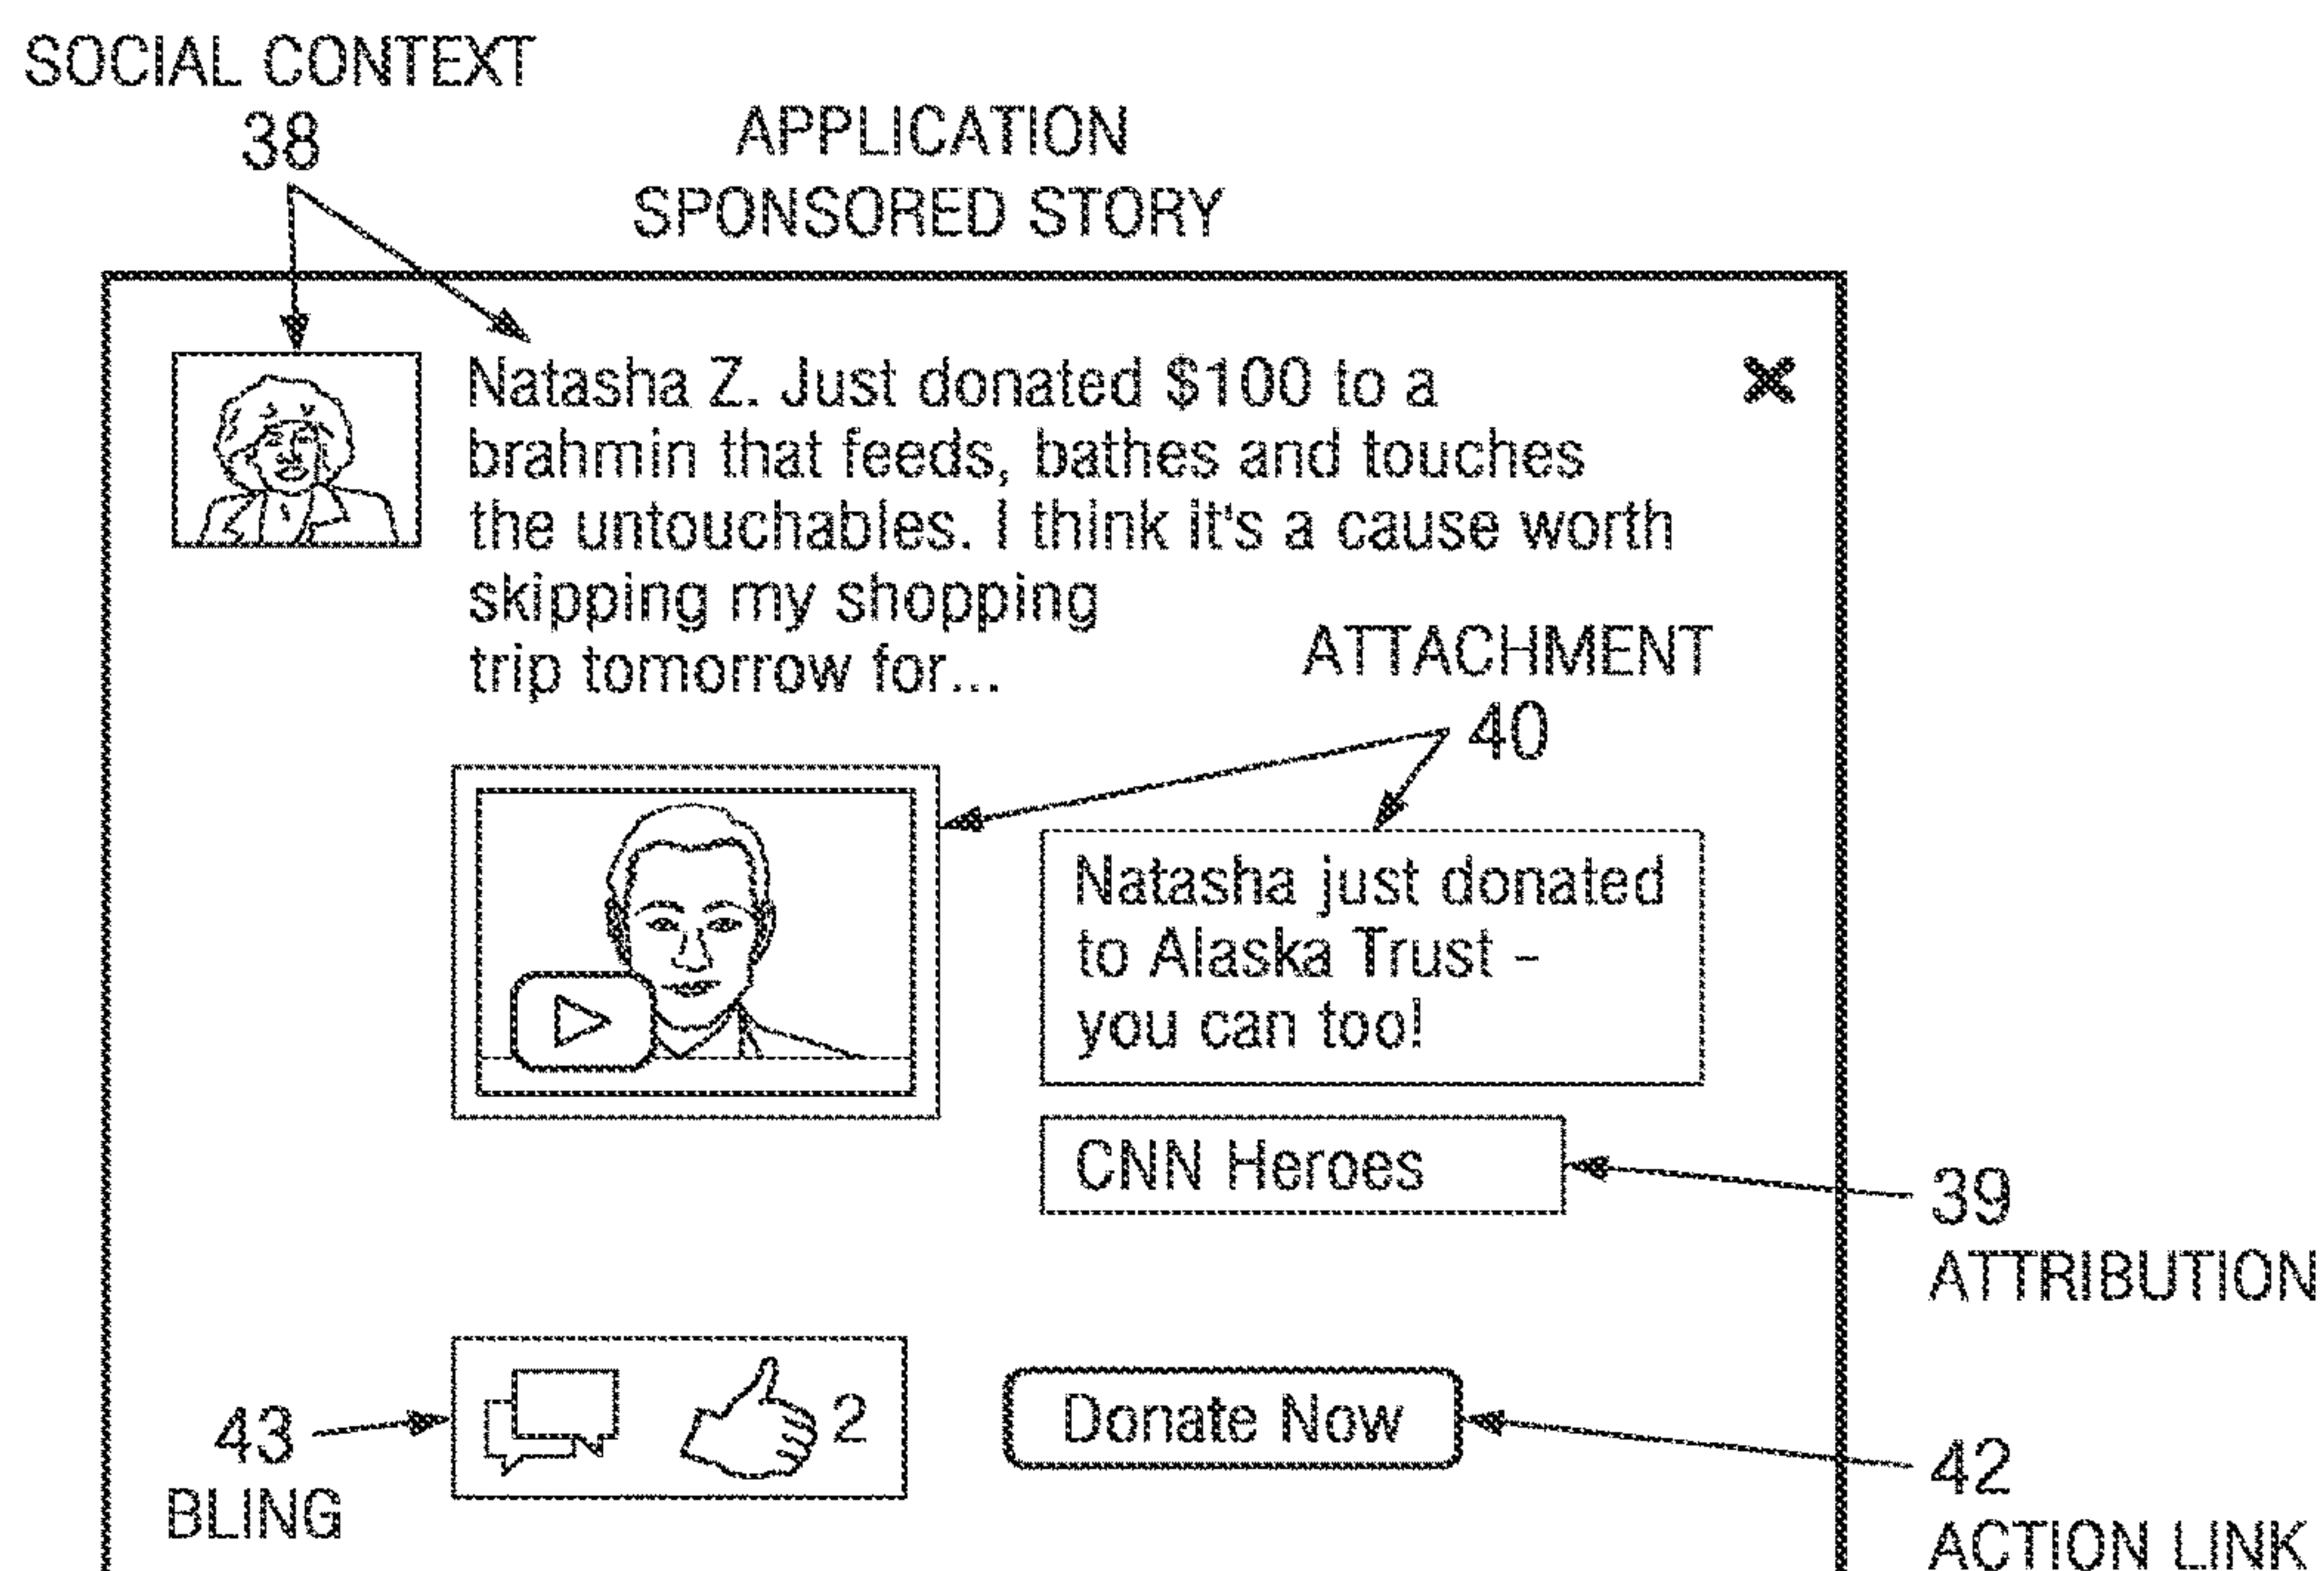 SOCIAL CONTEXT
38
APPLICATION
SPONSORED STORY
Natasha Z. Just donated $100 to a
brahmin that feeds, bathes and touches
the untouchables. I think it's a cause worth
skipping my shopping
trip tomorrow for...
ATTACHMENT
40
Natasha just donated
to Alaska Trust –
you can too!
CNN Heroes
39
ATTRIBUTION
43
BLING
2
Donate Now
42
ACTION LINK